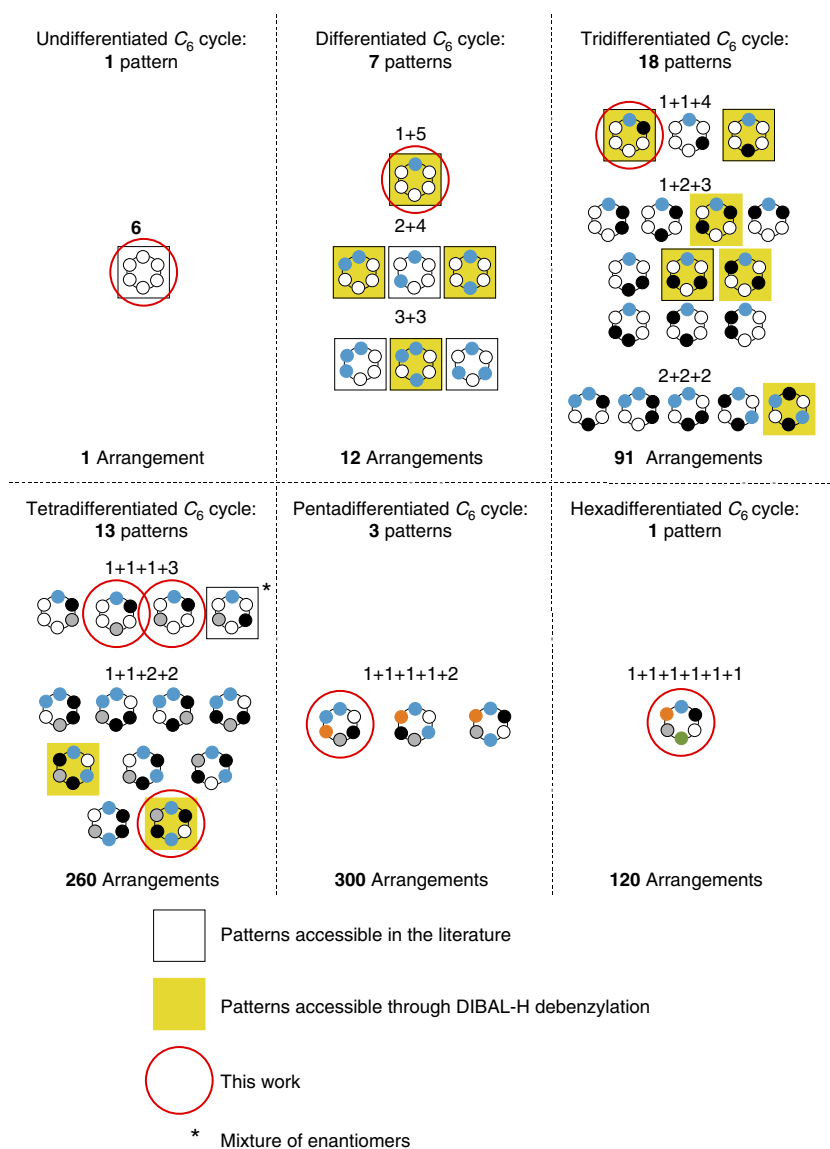 Undifferentiated C6 cycle:
1 pattern
6
1 Arrangement
Differentiated C6 cycle:
7 patterns
1+5
2+4
3+3
12 Arrangements
Tridifferentiated C6 cycle:
18 patterns
1+1+4
1+2+3
2+2+2
91 Arrangements
Tetradifferentiated C6 cycle:
13 patterns
1+1+1+3
*
1+1+2+2
260 Arrangements
Pentadifferentiated C6 cycle:
3 patterns
1+1+1+1+2
300 Arrangements
Hexadifferentiated C6 cycle:
1 pattern
1+1+1+1+1+1
120 Arrangements
Patterns accessible in the literature
Patterns accessible through DIBAL-H debenzylation
This work
* Mixture of enantiomers